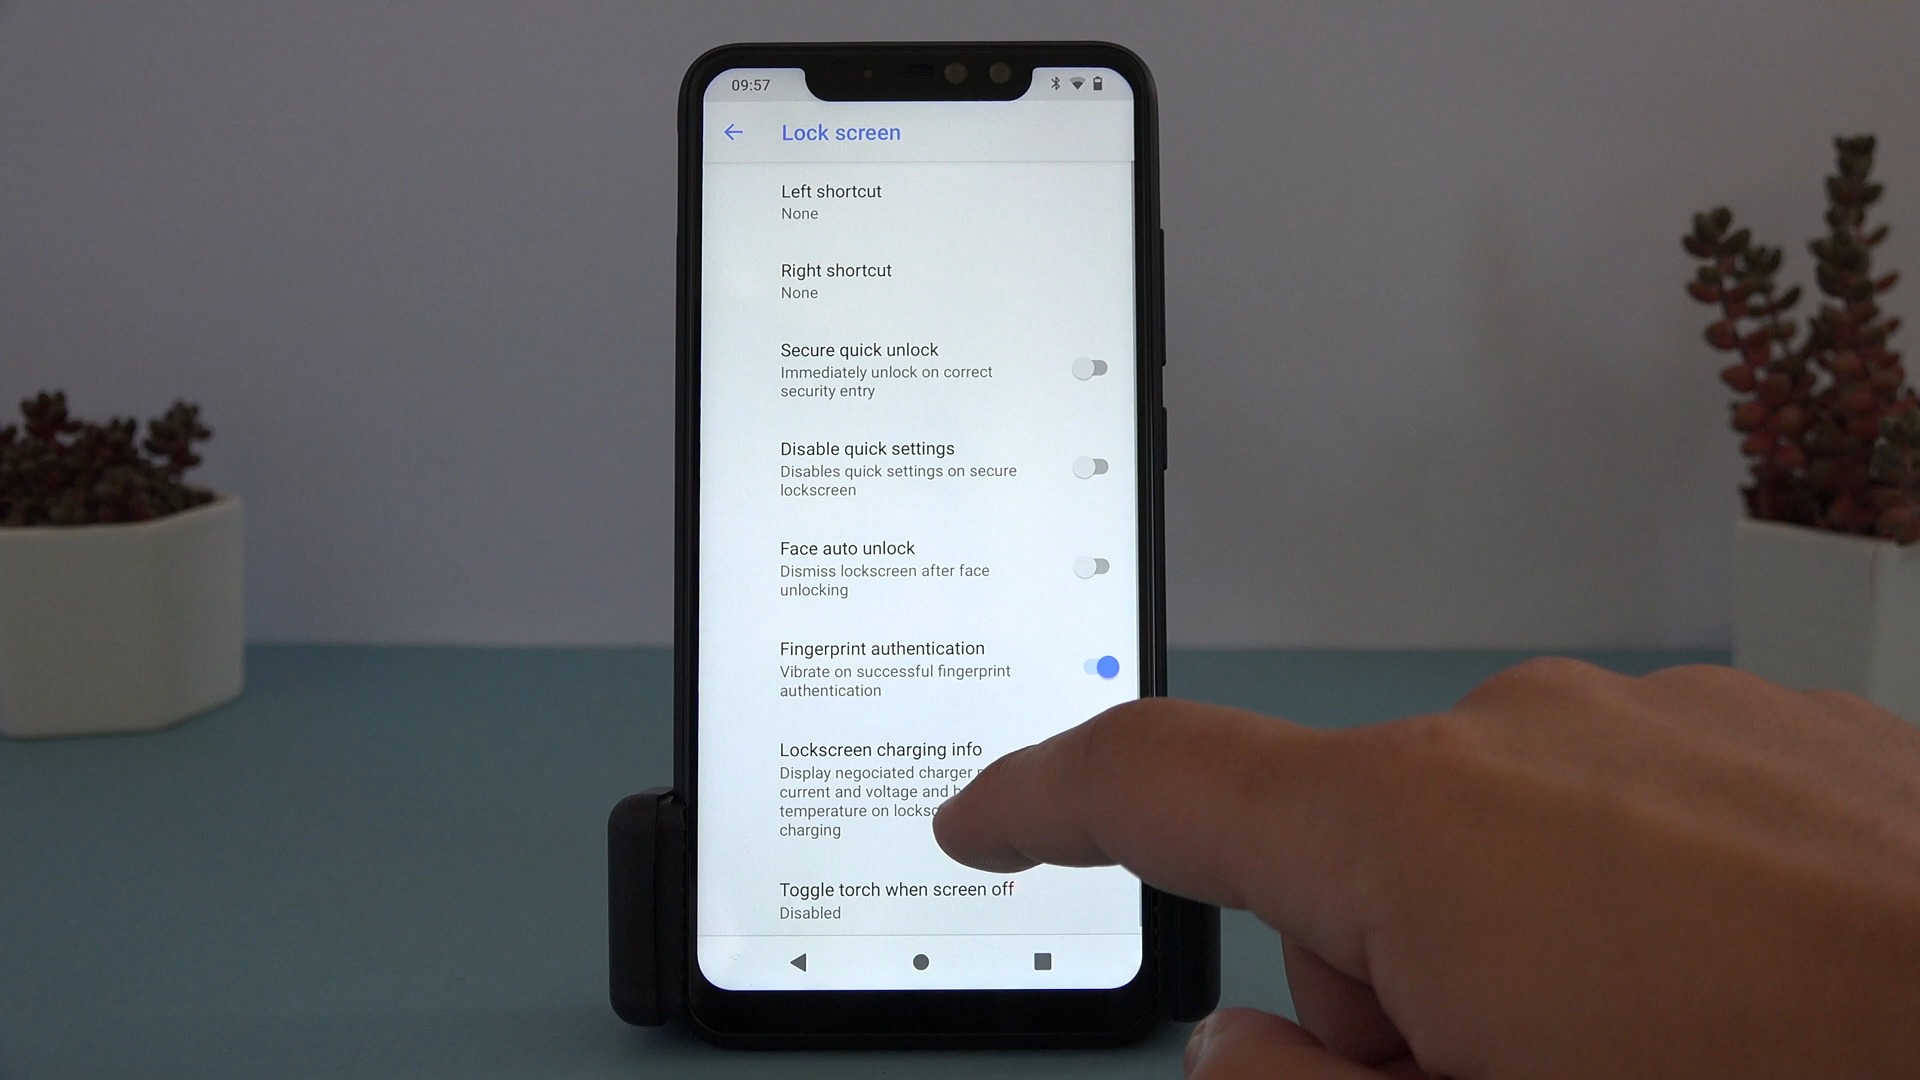 09:57
Lock screen
Left shortcut
None
Right shortcut
None
Secure quick unlock
Immediately unlock on correct
security entry
Disable quick settings
Disables quick settings on secure
lockscreen
Face auto unlock
Dismiss lockscreen after face
unlocking
Fingerprint authentication
Vibrate on successful fingerprint
authentication
Lockscreen charging info
Display negociated charger
current and voltage and
temperature on
charging
Toggle torch when screen off
Disabled